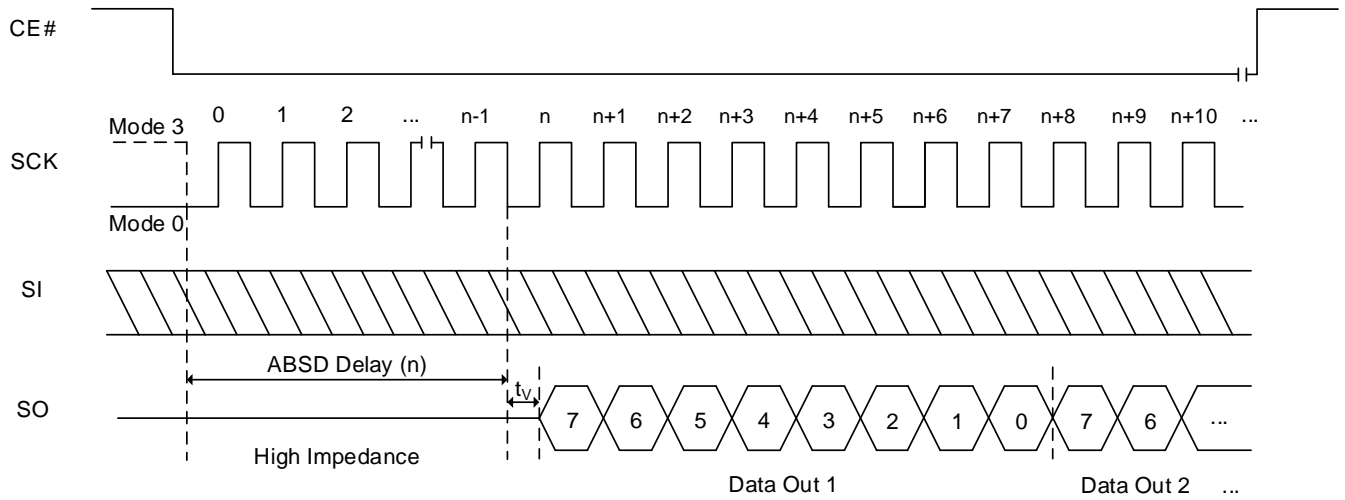 CE#
0 1 2 ... n-1 n n+1 n+2 n+3 n+4 n+5 n+6 n+7 n+8 n+9 n+10 ...
Mode 3
SCK
Mode 0
SI
ABSD Delay (n)
tV
SO
7 6 5 4 3 2 1 0 7 6 ...
High Impedance
Data Out 1 Data Out 2 ...